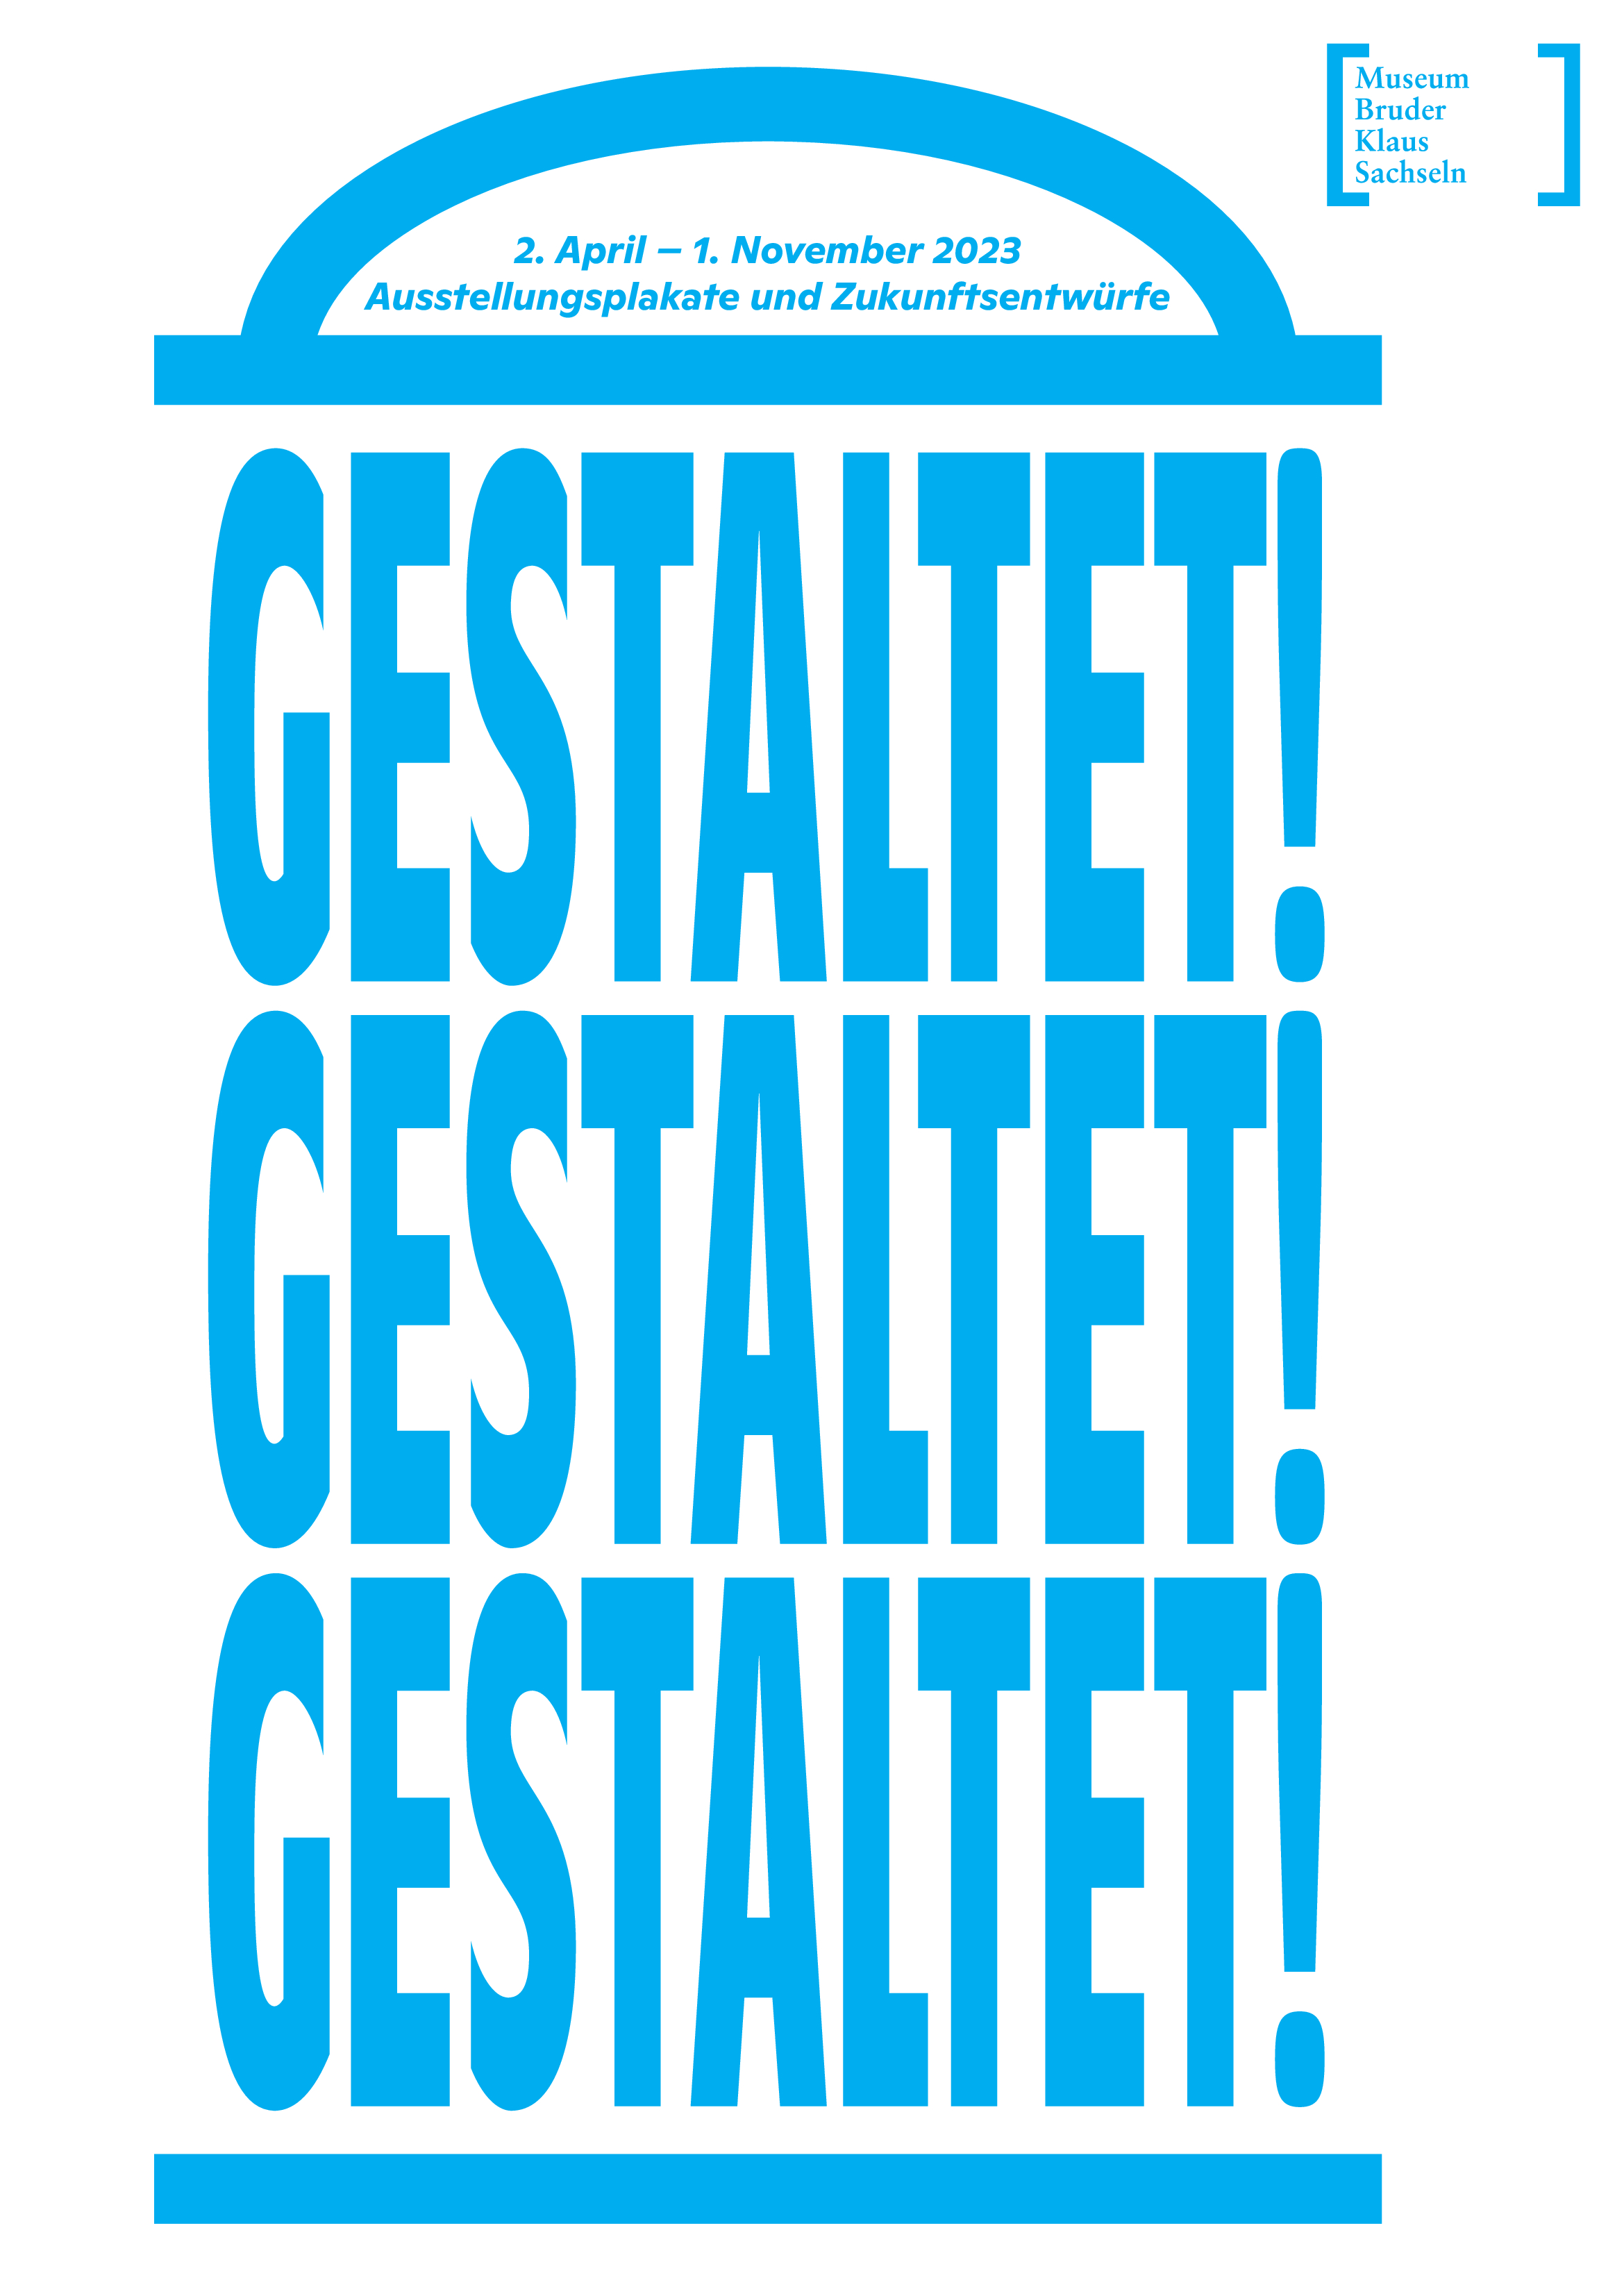 Museum
Bruder
Klaus
Sachseln
2. April – 1. November 2023
Ausstellungsplakate und Zukunftsentwürfe
GESTALTET!
GESTALTET!
GESTALTET!